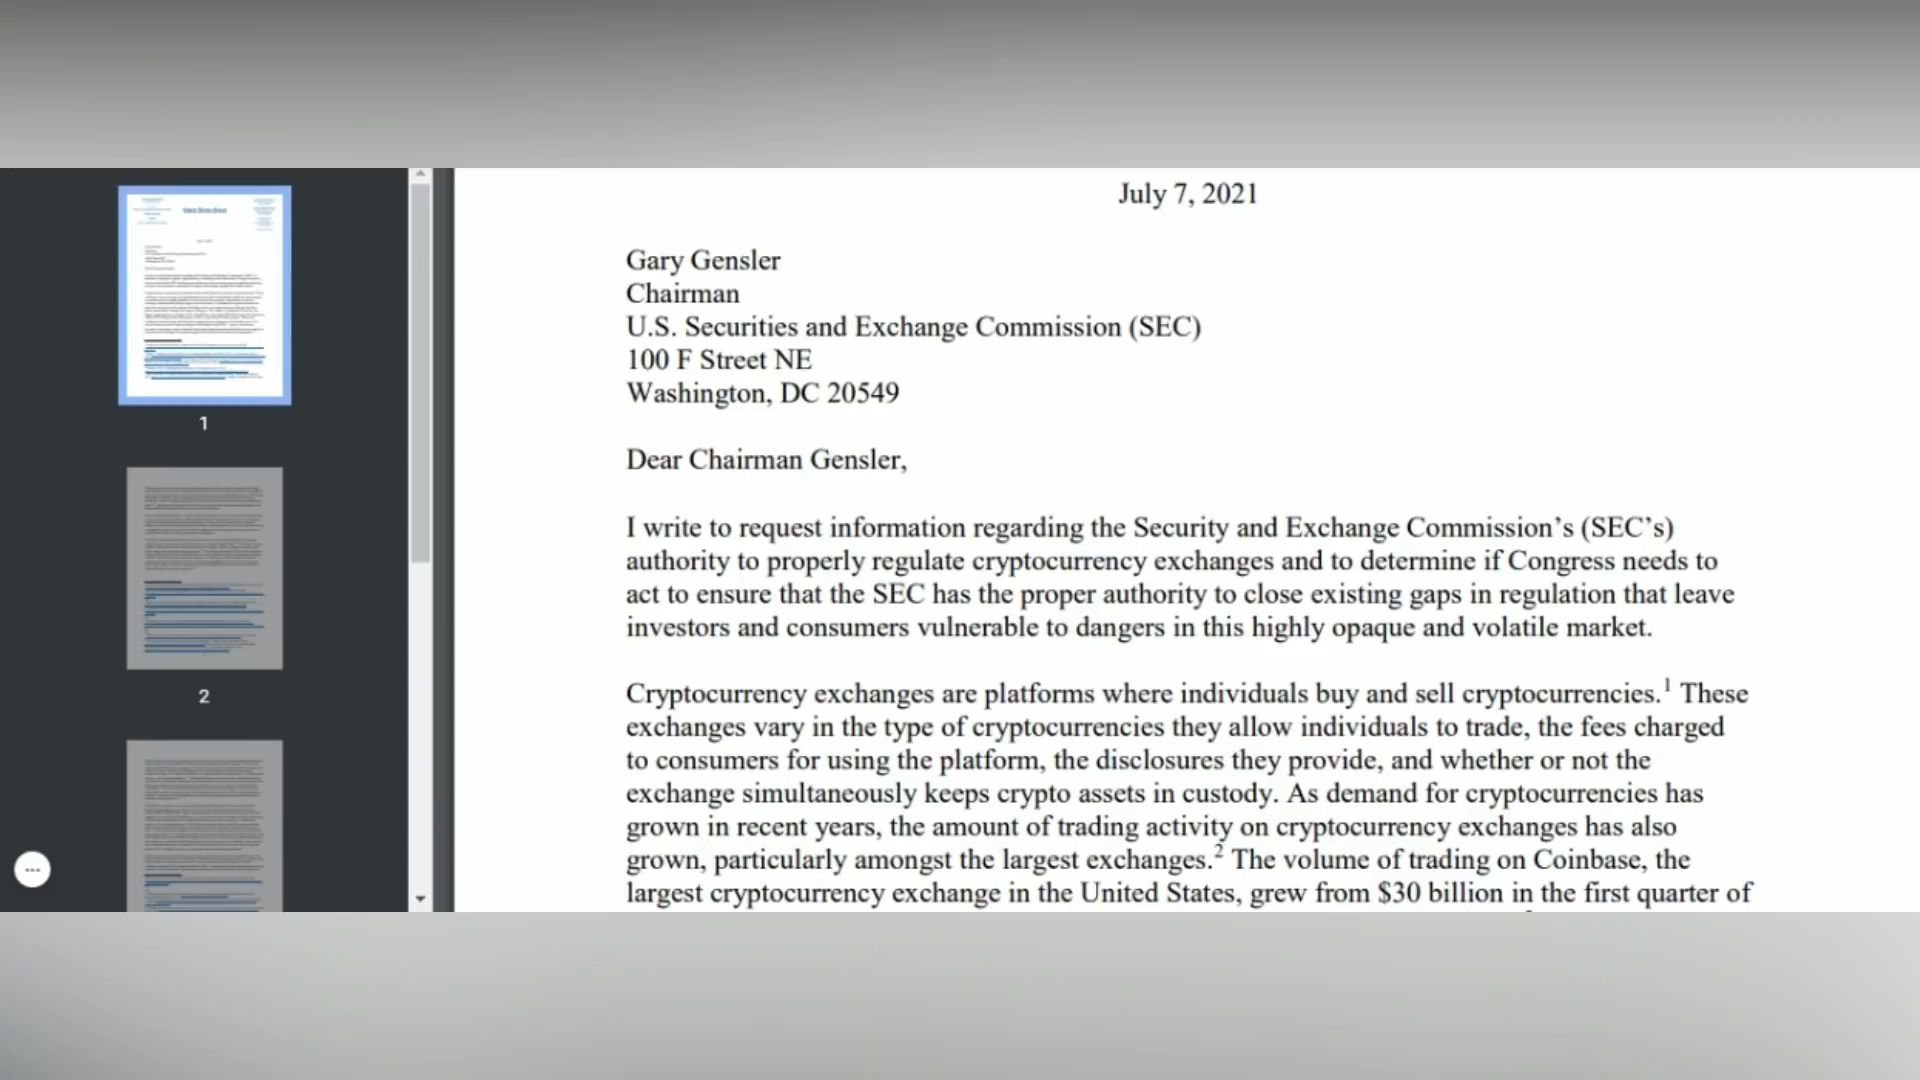 July 7, 2021
Gary Gensler
Chairman
U.S. Securities and Exchange Commission (SEC)
100 F Street NE
Washington, DC 20549
Dear Chairman Gensler,
I write to request information regarding the Security and Exchange Commission’s (SEC’s)
authority to properly regulate cryptocurrency exchanges and to determine if Congress needs to
act to ensure that the SEC has the proper authority to close existing gaps in regulation that leave
investors and consumers vulnerable to dangers in this highly opaque and volatile market.
Cryptocurrency exchanges are platforms where individuals buy and sell cryptocurrencies.1 These
exchanges vary in the type of cryptocurrencies they allow individuals to trade, the fees charged
to consumers for using the platform, the disclosures they provide, and whether or not the
exchange simultaneously keeps crypto assets in custody. As demand for cryptocurrencies has
grown in recent years, the amount of trading activity on cryptocurrency exchanges has also
grown, particularly amongst the largest exchanges.2 The volume of trading on Coinbase, the
largest cryptocurrency exchange in the United States, grew from $30 billion in the first quarter of
1
2